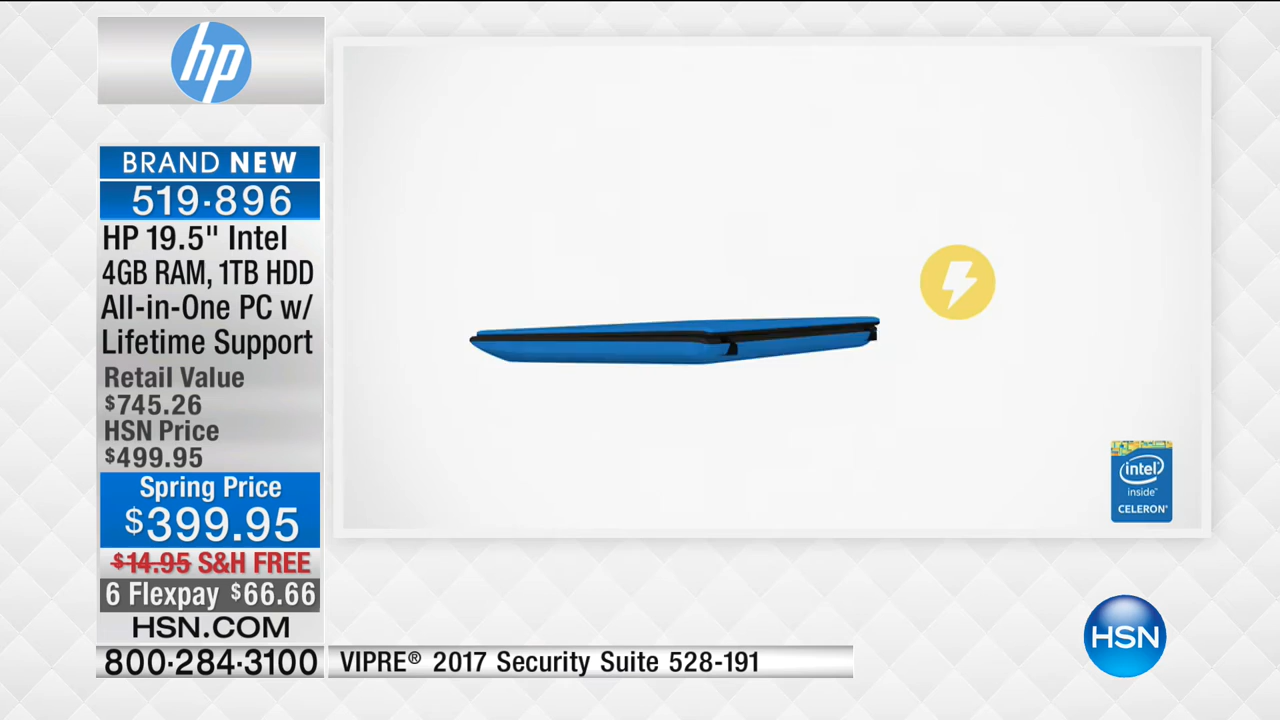 hp
BRAND NEW
519·896
HP 19.5" Intel
4GB RAM, 1TB HDD
All-in-One PC w/
Lifetime Support
Retail Value
$745.26
HSN Price
$499.95
Spring Price
$399.95
$14.95 S&H FREE
6 Flexpay $66.66
HSN.COM
800·284·3100
VIPRE® 2017 Security Suite 528-191
intel
inside™
CELERON®
HSN